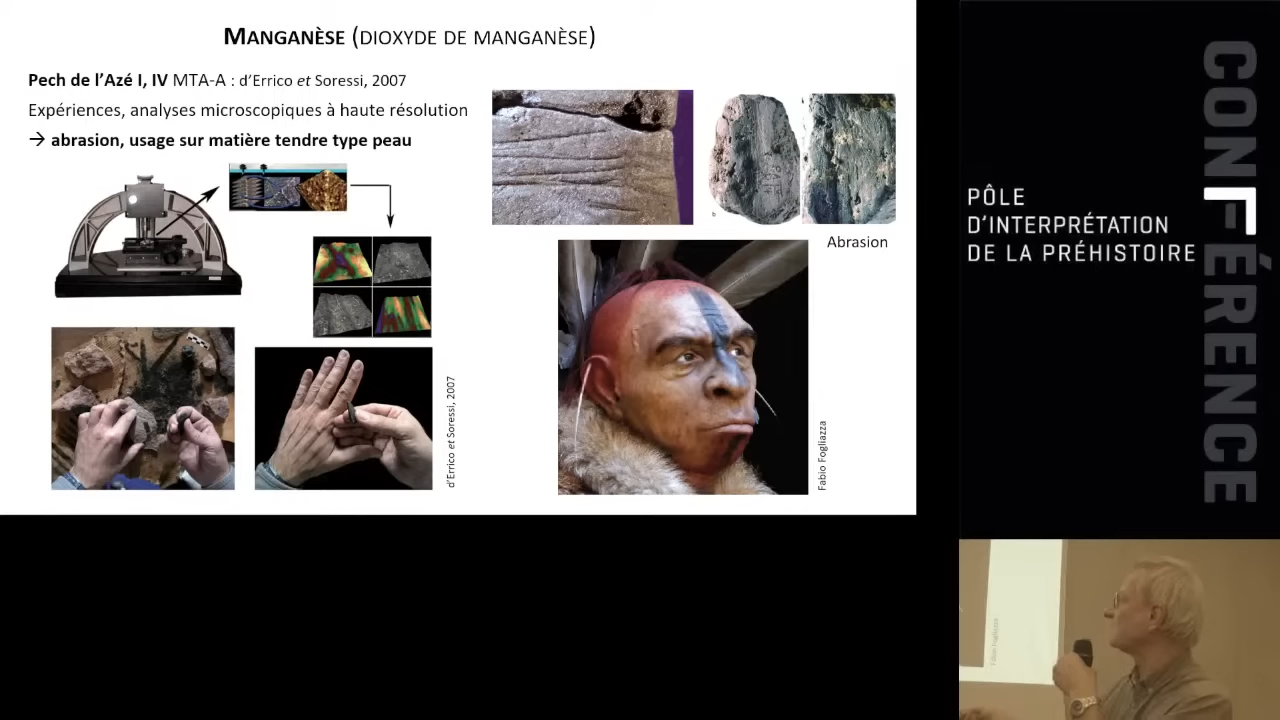 MANGANÈSE (DIOXYDE DE MANGANÈSE)
Pech de l'Azé I, IV MTA-A : d'Errico et Soressi, 2007
Expériences, analyses microscopiques à haute résolution
→ abrasion, usage sur matière tendre type peau
Abrasion
d'Errico et Soressi, 2007
Fabio Fogliazza
PÔLE
D'INTERPRÉTATION
DE LA PRÉHISTOIRE
CONFÉRENCE
Fabio Fogliazza